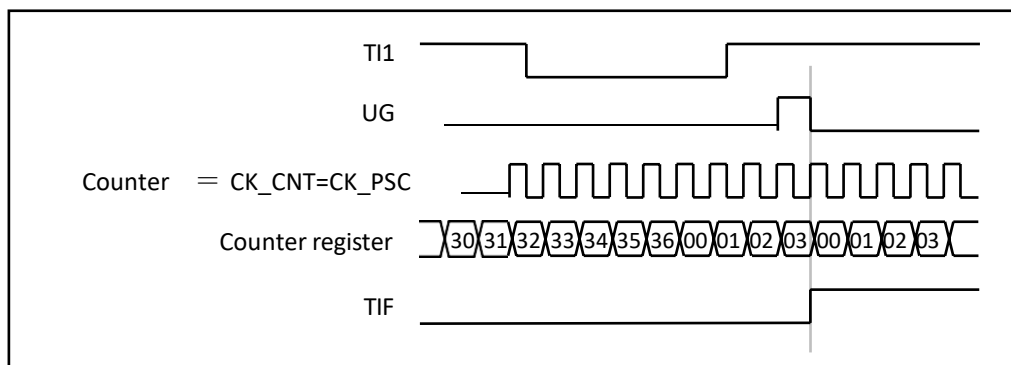 TI1
UG
Counter = CK_CNT=CK_PSC
Counter register 30 31 32 33 34 35 36 00 01 02 03 00 01 02 03
TIF